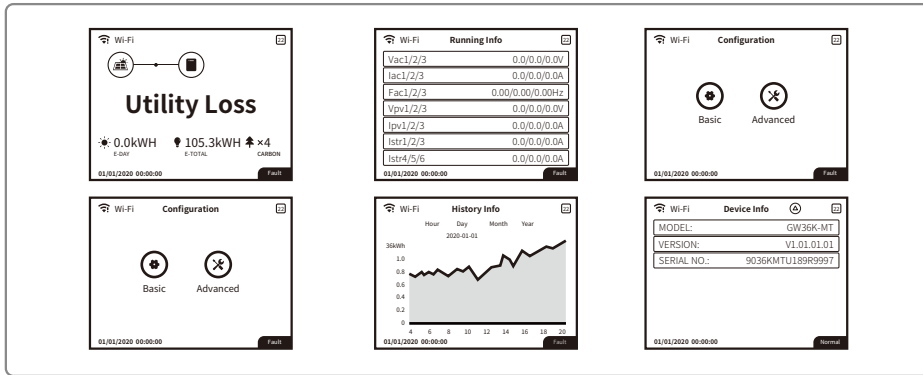 Wi-Fi 22
Utility Loss
0.0kWH 105.3kWH ×4
E-DAY E-TOTAL CARBON
01/01/2020 00:00:00 Fault
Wi-Fi Running Info 22
Vac1/2/3 0.0/0.0/0.0V
Iac1/2/3 0.0/0.0/0.0A
Fac1/2/3 0.00/0.00/0.00Hz
Vpv1/2/3 0.0/0.0/0.0V
Ipv1/2/3 0.0/0.0/0.0A
Istr1/2/3 0.0/0.0/0.0A
Istr4/5/6 0.0/0.0/0.0A
01/01/2020 00:00:00 Fault
Wi-Fi Configuration 22
Basic Advanced
01/01/2020 00:00:00 Fault
Wi-Fi Configuration 22
Basic Advanced
01/01/2020 00:00:00 Fault
Wi-Fi History Info 22
Hour Day Month Year
2020-01-01
36kWh
1.0
0.8
0.6
0.4
0.2
0
4 6 8 10 12 14 16 18 20
01/01/2020 00:00:00 Fault
Wi-Fi Device Info 22
MODEL: GW36K-MT
VERSION: V1.01.01.01
SERIAL NO.: 9036KMTU189R9997
01/01/2020 00:00:00 Normal